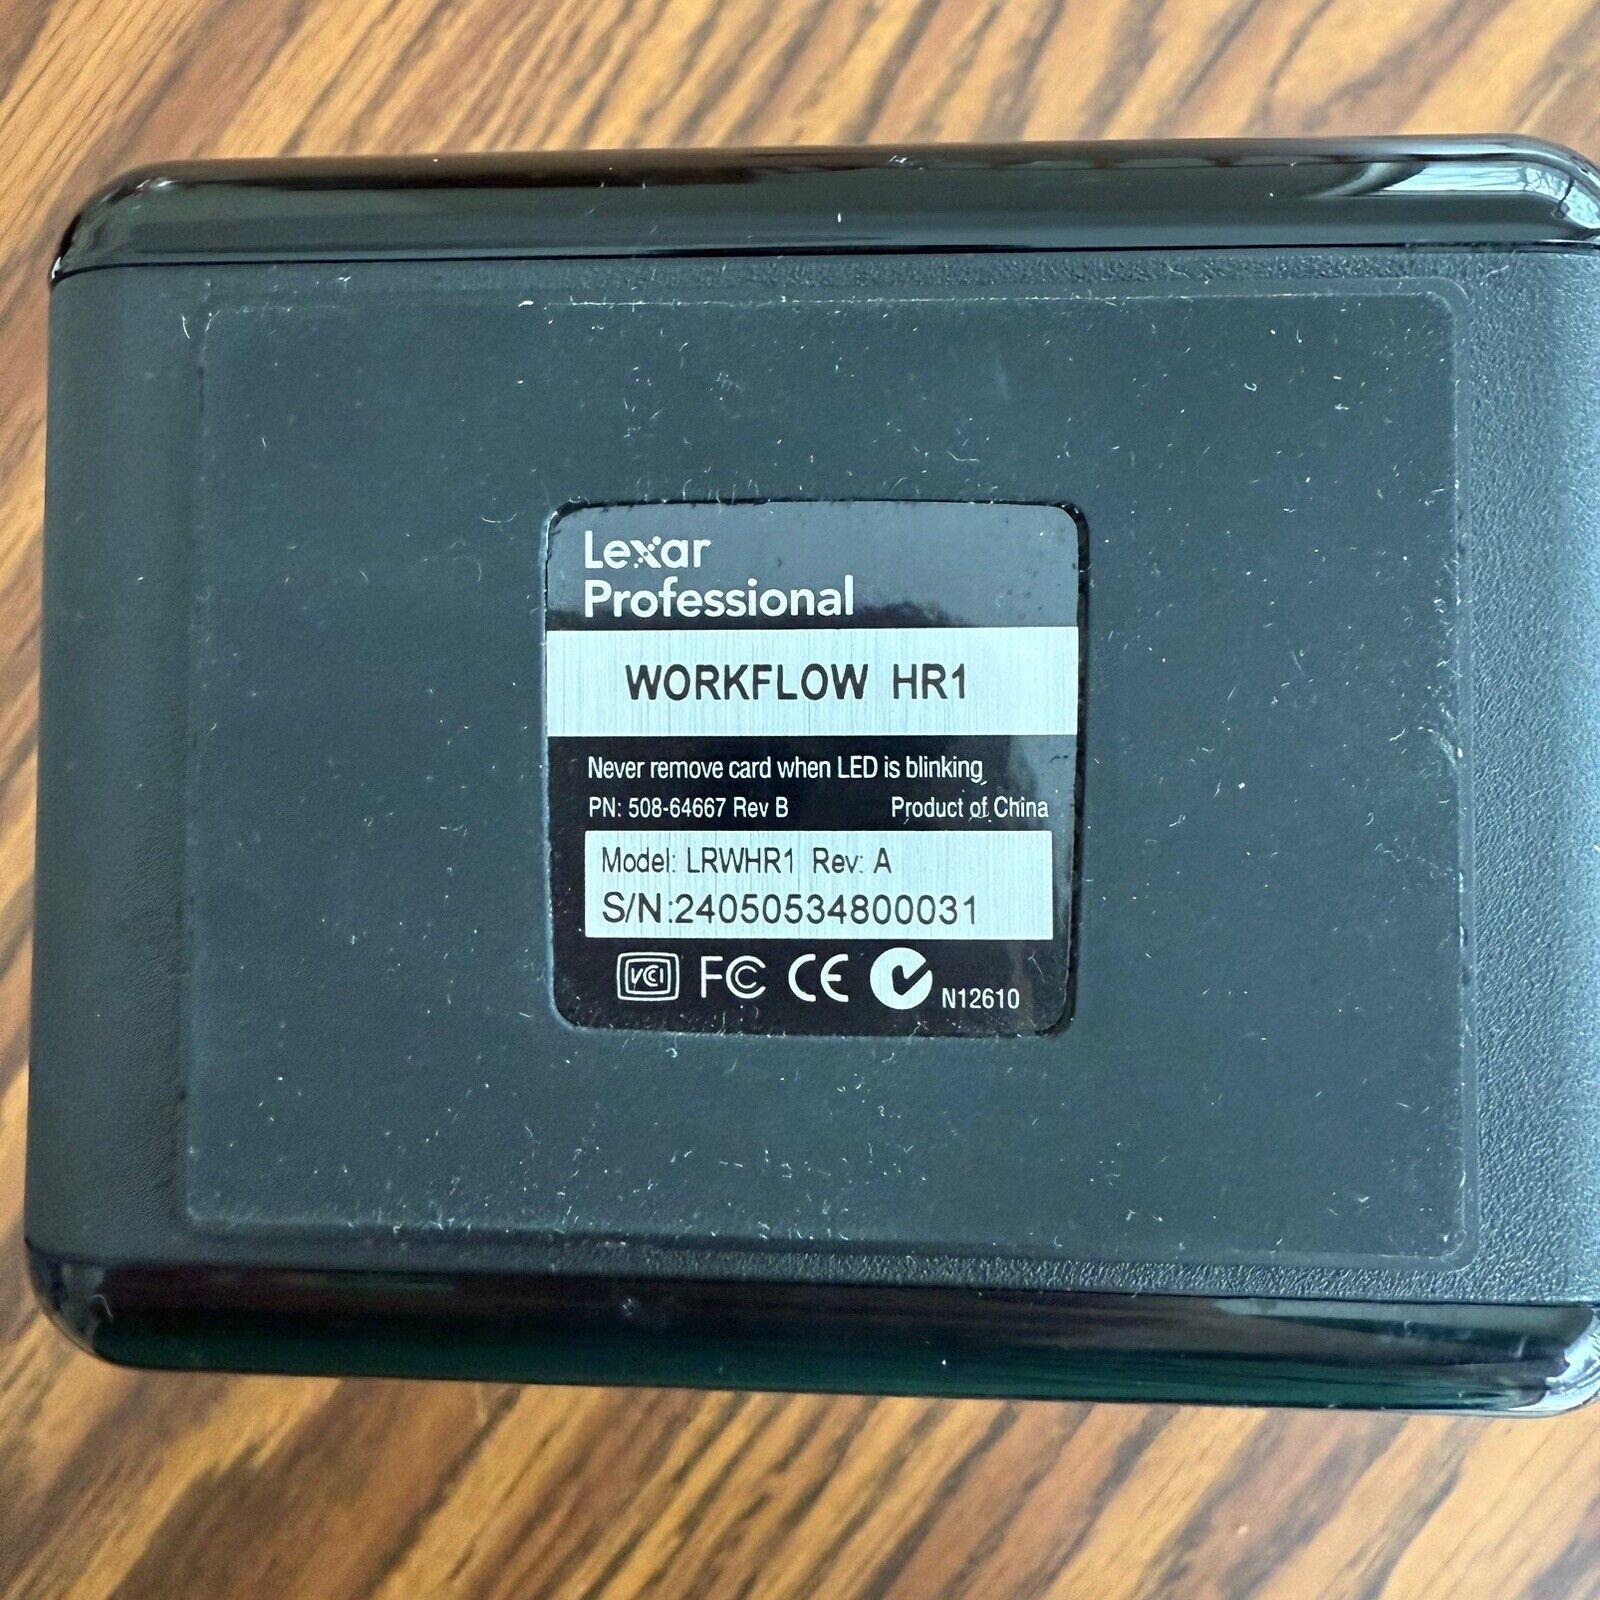 Lexar
Professional
WORKFLOW HR1
Never remove card when LED is blinking
PN: 508-64667 Rev B Product of China
Model: LRWHR1 Rev: A
S/N:24050534800031
VCCI FC CE N12610